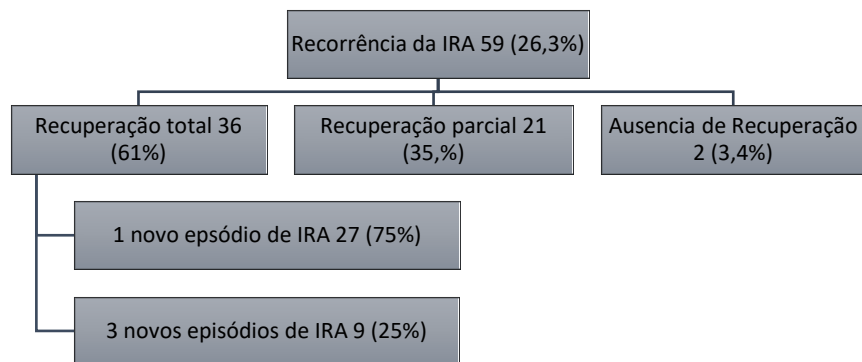 Recorrência da IRA 59 (26,3%)
Recuperação total 36
(61%)
Recuperação parcial 21
(35,%)
Ausencia de Recuperação
2 (3,4%)
1 novo epsódio de IRA 27 (75%)
3 novos episódios de IRA 9 (25%)